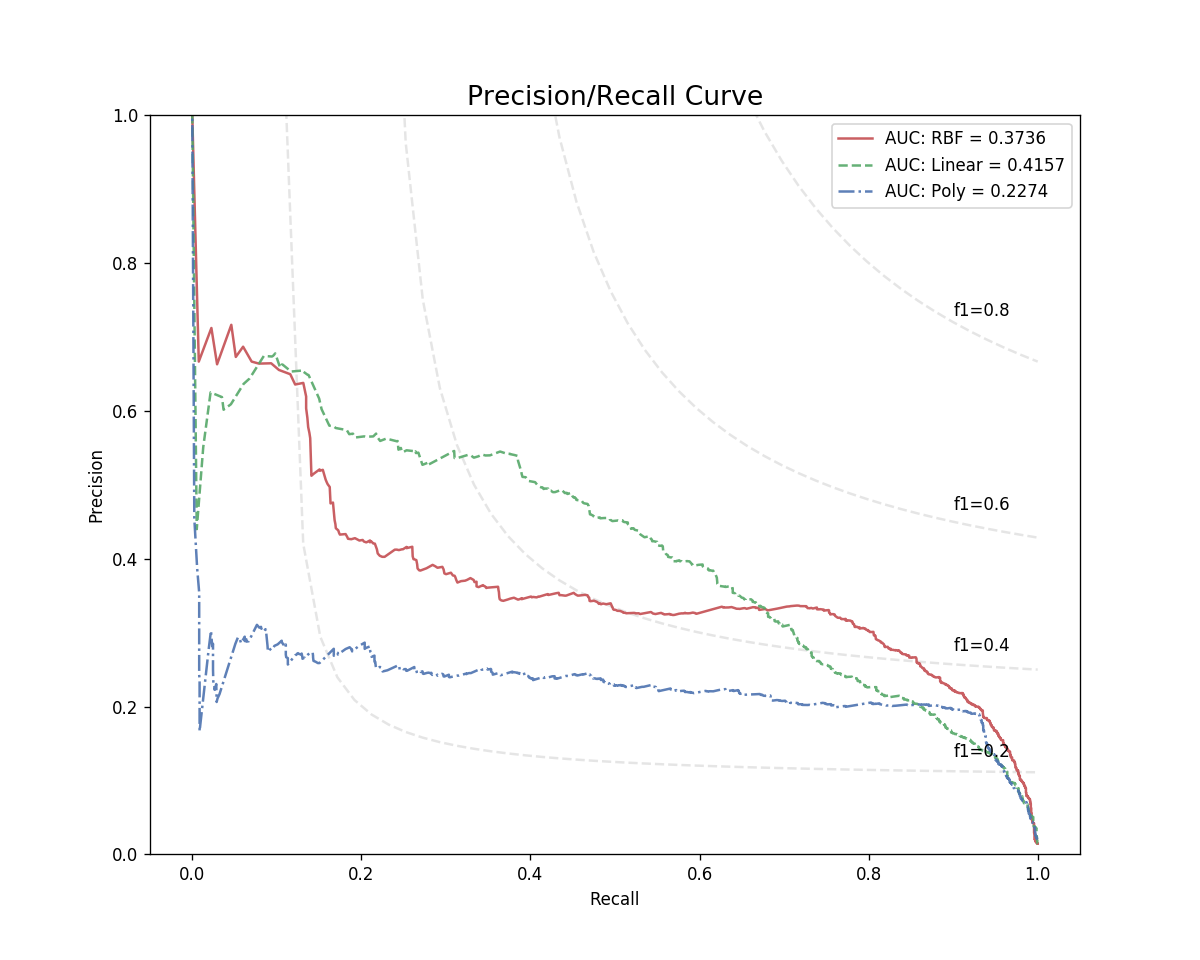 Precision/Recall Curve
AUC: RBF = 0.3736
AUC: Linear = 0.4157
AUC: Poly = 0.2274
f1=0.8
f1=0.6
f1=0.4
f1=0.2
Precision
1.0
0.8
0.6
0.4
0.2
0.0
0.0 0.2 0.4 0.6 0.8 1.0
Recall